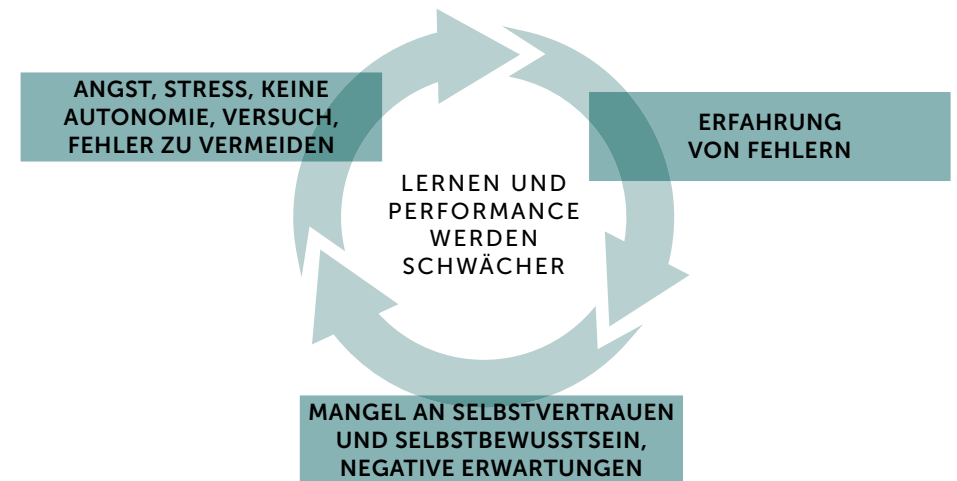 ANGST, STRESS, KEINE
AUTONOMIE, VERSUCH,
FEHLER ZU VERMEIDEN
ERFAHRUNG
VON FEHLERN
LERNEN UND
PERFORMANCE
WERDEN
SCHWÄCHER
MANGEL AN SELBSTVERTRAUEN
UND SELBSTBEWUSSTSEIN,
NEGATIVE ERWARTUNGEN